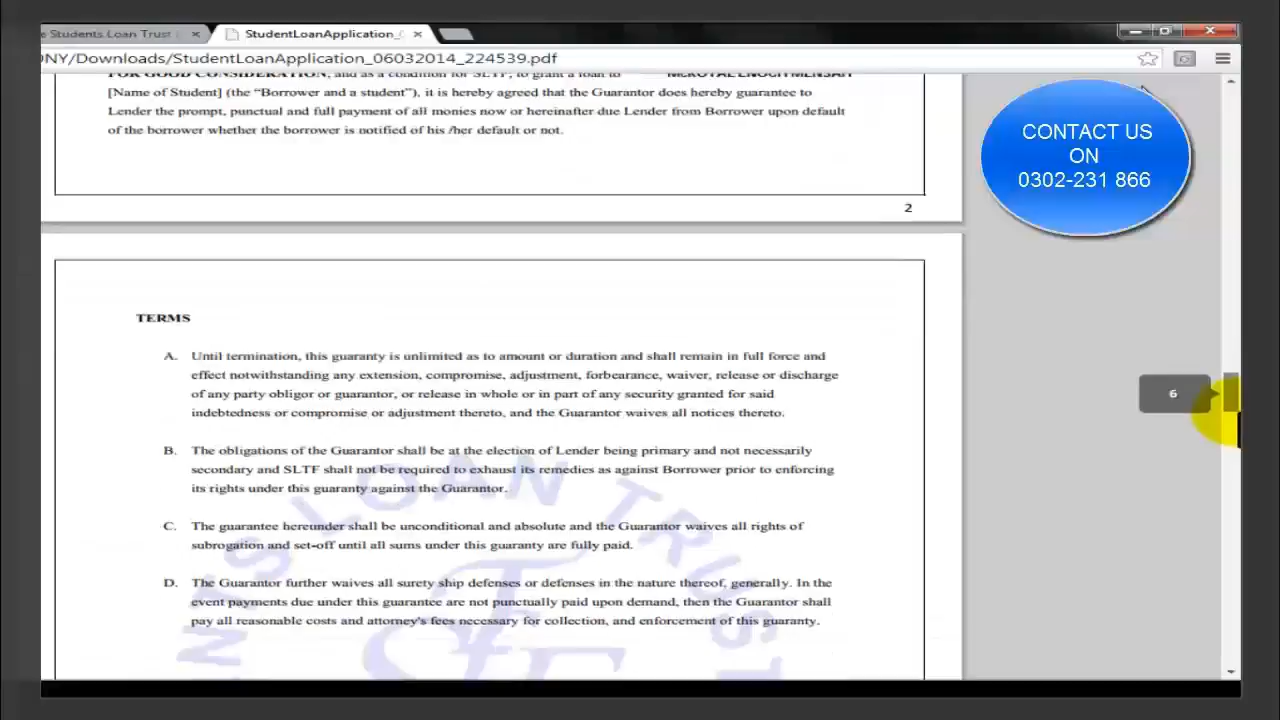 e Students Loan Trust
StudentLoanApplication_
ONY/Downloads/StudentLoanApplication_06032014_224539.pdf
CONTACT US
ON
0302-231 866
FOR GOOD CONSIDERATION, and as a condition for SLTF, to grant a loan to MCROYAL ENOCH MENSAH
[Name of Student] (the “Borrower and a student”), it is hereby agreed that the Guarantor does hereby guarantee to
Lender the prompt, punctual and full payment of all monies now or hereinafter due Lender from Borrower upon default
of the borrower whether the borrower is notified of his /her default or not.
2
TERMS
A. Until termination, this guaranty is unlimited as to amount or duration and shall remain in full force and
effect notwithstanding any extension, compromise, adjustment, forbearance, waiver, release or discharge
of any party obligor or guarantor, or release in whole or in part of any security granted for said
indebtedness or compromise or adjustment thereto, and the Guarantor waives all notices thereto.
6
B. The obligations of the Guarantor shall be at the election of Lender being primary and not necessarily
secondary and SLTF shall not be required to exhaust its remedies as against Borrower prior to enforcing
its rights under this guaranty against the Guarantor.
C. The guarantee hereunder shall be unconditional and absolute and the Guarantor waives all rights of
subrogation and set-off until all sums under this guaranty are fully paid.
D. The Guarantor further waives all surety ship defenses or defenses in the nature thereof, generally. In the
event payments due under this guarantee are not punctually paid upon demand, then the Guarantor shall
pay all reasonable costs and attorney's fees necessary for collection, and enforcement of this guaranty.
NTS LOAN TRUST